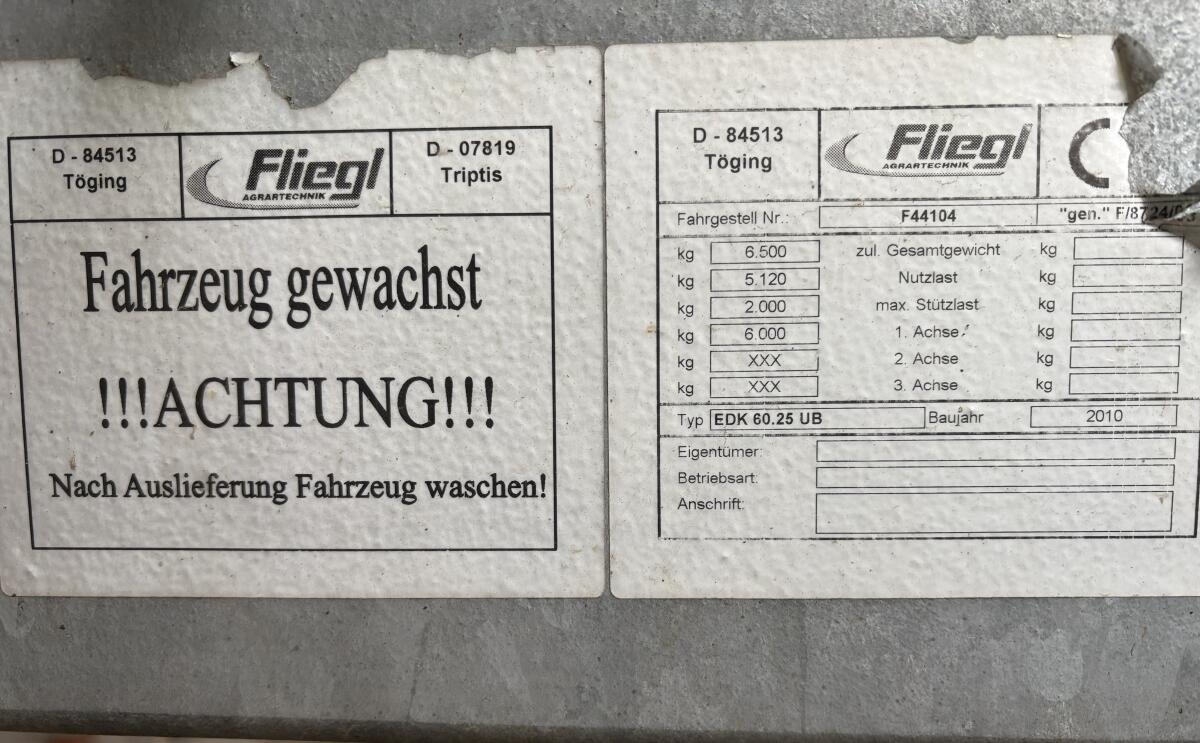 D - 84513
Töging
Fliegl
AGRARTECHNIK
D - 07819
Triptis
Fahrzeug gewachst
!!!ACHTUNG!!!
Nach Auslieferung Fahrzeug waschen!
D - 84513
Töging
Fliegl
AGRARTECHNIK
C
Fahrgestell Nr.: F44104 "gen."
kg 6.500 zul. Gesamtgewicht kg
kg 5.120 Nutzlast kg
kg 2.000 max. Stützlast kg
kg 6.000 1. Achse kg
kg XXX 2. Achse kg
kg XXX 3. Achse kg
Typ EDK 60.25 UB Baujahr 2010
Eigentümer:
Betriebsart:
Anschrift: